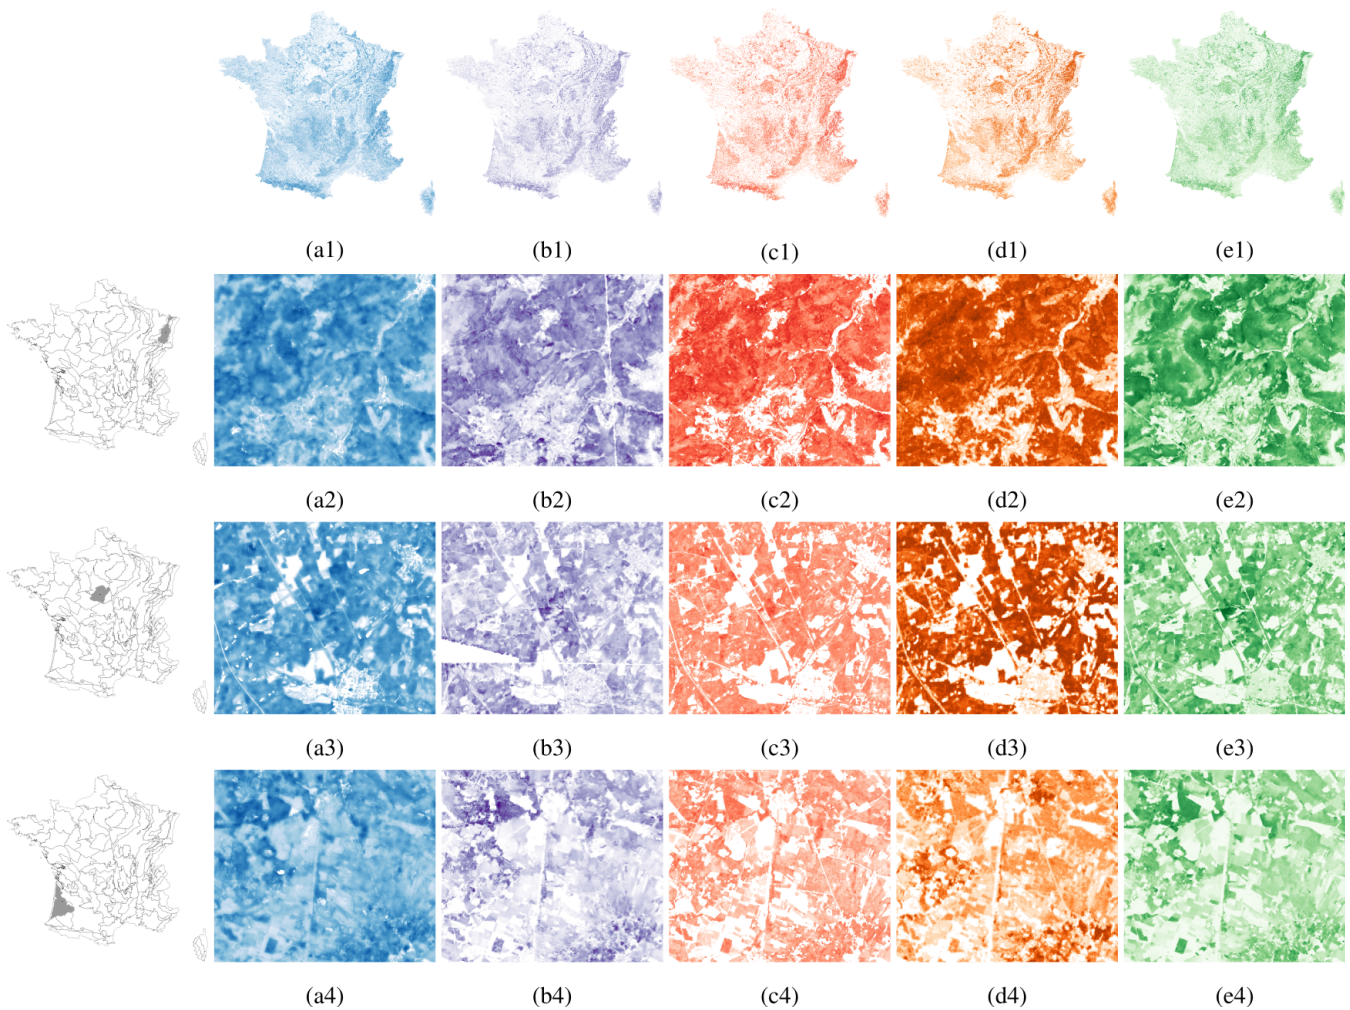 (a1) (b1) (c1) (d1) (e1)
(a2) (b2) (c2) (d2) (e2)
(a3) (b3) (c3) (d3) (e3)
(a4) (b4) (c4) (d4) (e4)